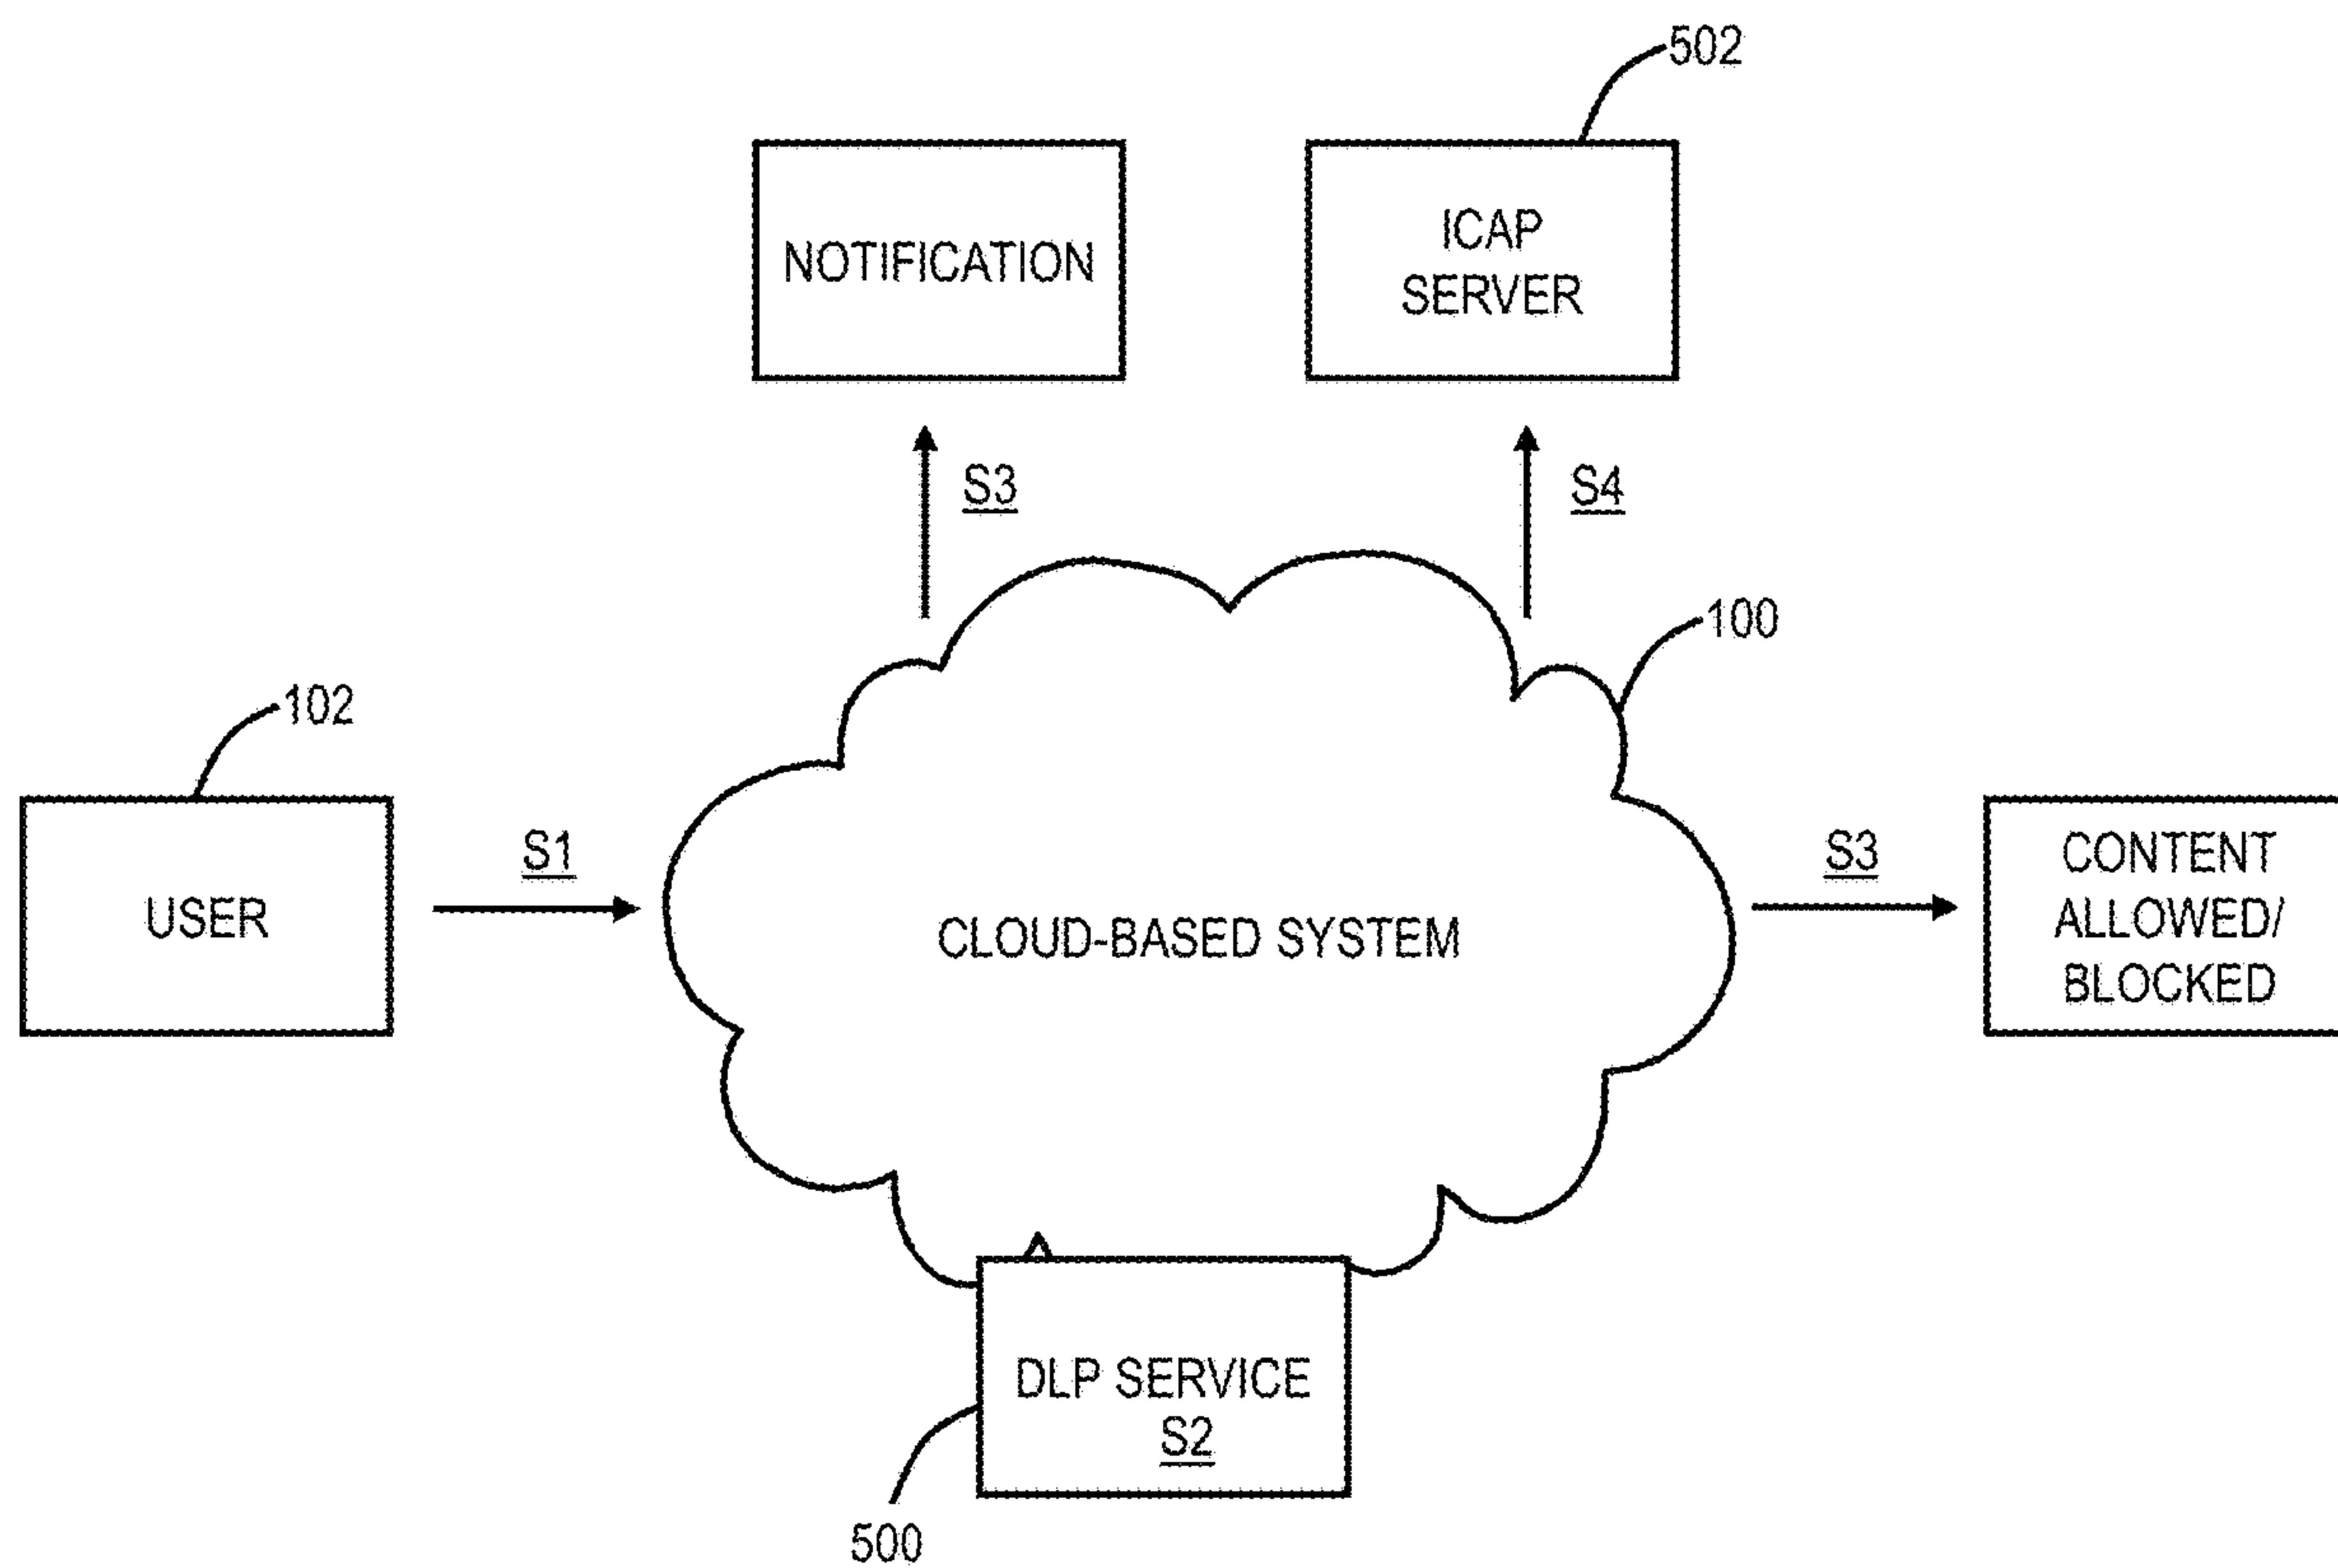 502
NOTIFICATION
ICAP
SERVER
S3
S4
100
102
USER
S1
CLOUD-BASED SYSTEM
S3
CONTENT
ALLOWED/
BLOCKED
DLP SERVICE
S2
500